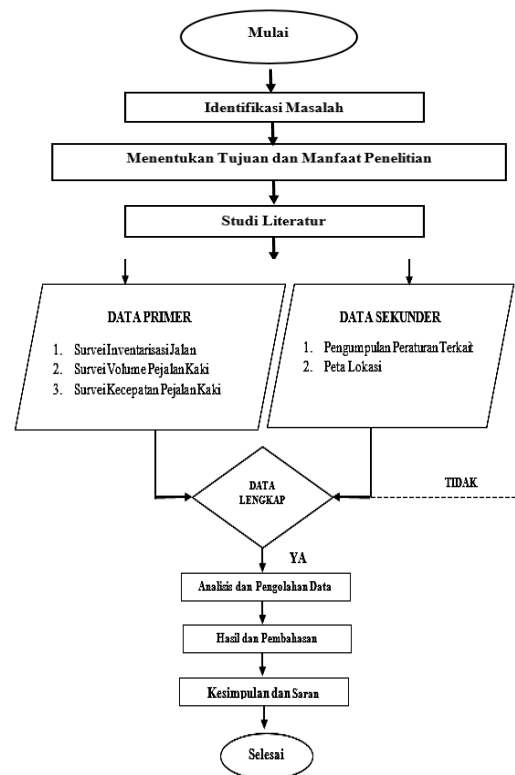 Mulai
Identifikasi Masalah
Menentukan Tujuan dan Manfaat Penelitian
Studi Literatur
DATA PRIMER
1. Survei Inventarisasi Jalan
2. Survei Volume Pejalan Kaki
3. Survei Kecepatan Pejalan Kaki
DATA SEKUNDER
1. Pengumpulan Peraturan Terkait
2. Peta Lokasi
DATA
LENGKAP
TIDAK
YA
Analisis dan Pengolahan Data
Hasil dan Pembahasan
Kesimpulan dan Saran
Selesai